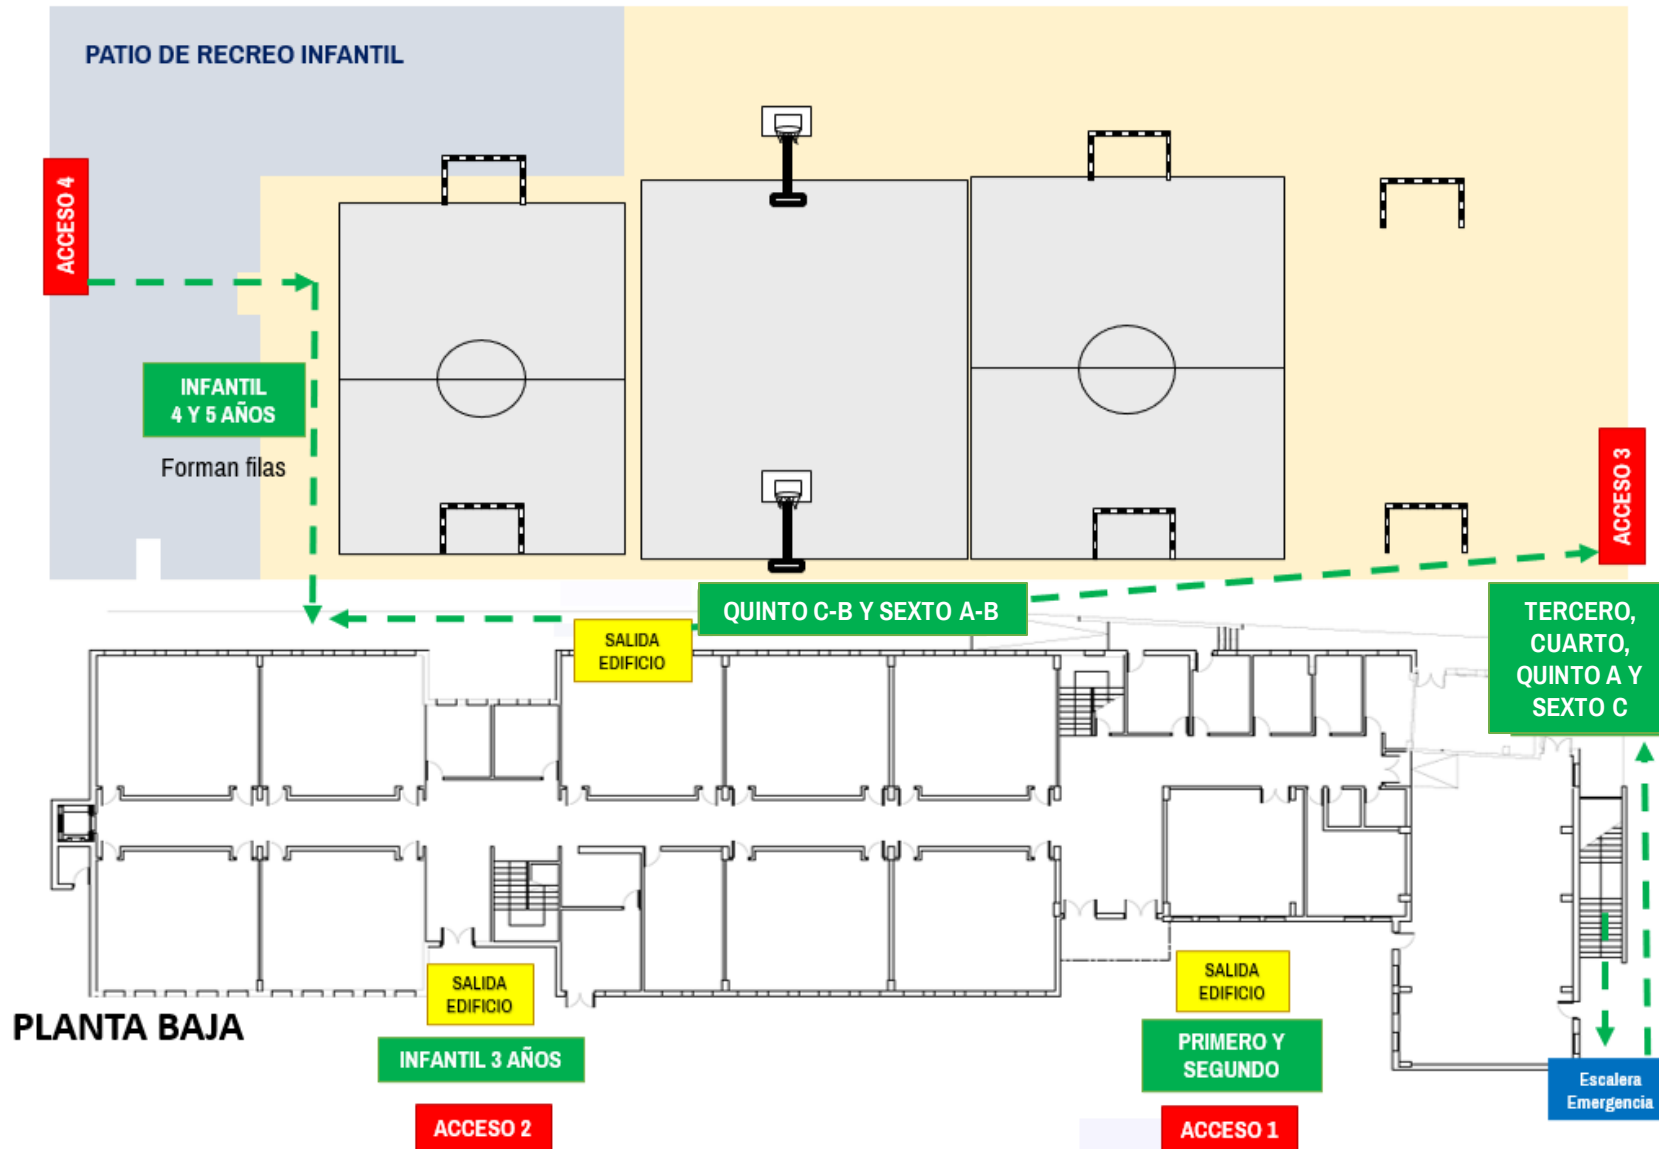 PATIO DE RECREO INFANTIL
ACCESO 4
INFANTIL
4 Y 5 AÑOS
Forman filas
ACCESO 3
QUINTO C-B Y SEXTO A-B
SALIDA
EDIFICIO
TERCERO,
CUARTO,
QUINTO A Y
SEXTO C
SALIDA
EDIFICIO
SALIDA
EDIFICIO
PLANTA BAJA
INFANTIL 3 AÑOS
PRIMERO Y
SEGUNDO
Escalera
Emergencia
ACCESO 2
ACCESO 1